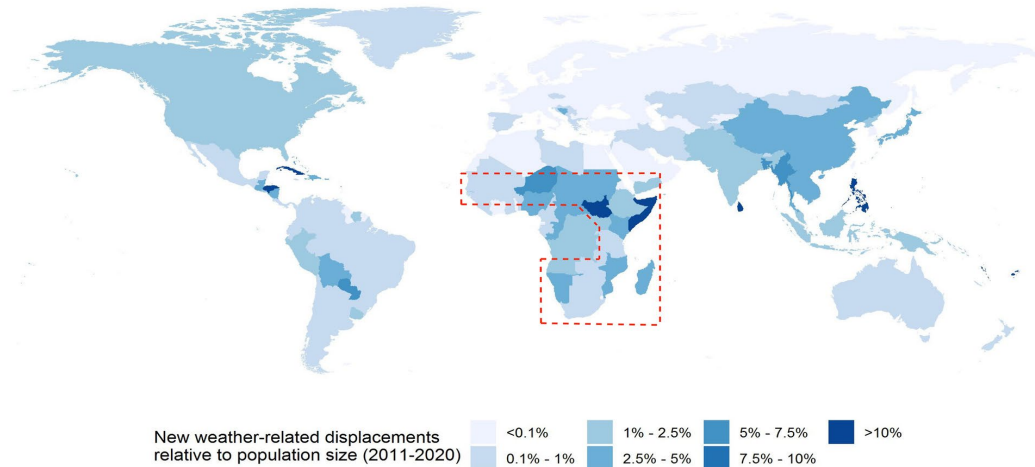 New weather-related displacements
relative to population size (2011-2020)
<0.1%
0.1% - 1%
1% - 2.5%
2.5% - 5%
5% - 7.5%
7.5% - 10%
>10%